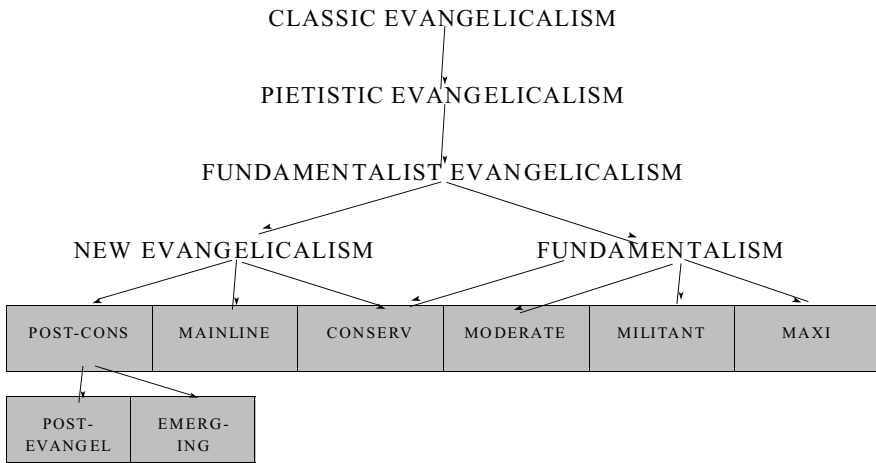 CLASSIC EVANGELICALISM
PIETISTIC EVANGELICALISM
FUNDAMENTALIST EVANGELICALISM
NEW EVANGELICALISM
FUNDAMENTALISM
POST-CONS
MAINLINE
CONSERV
MODERATE
MILITANT
MAXI
POST-
EVANGEL
EMERG-
ING